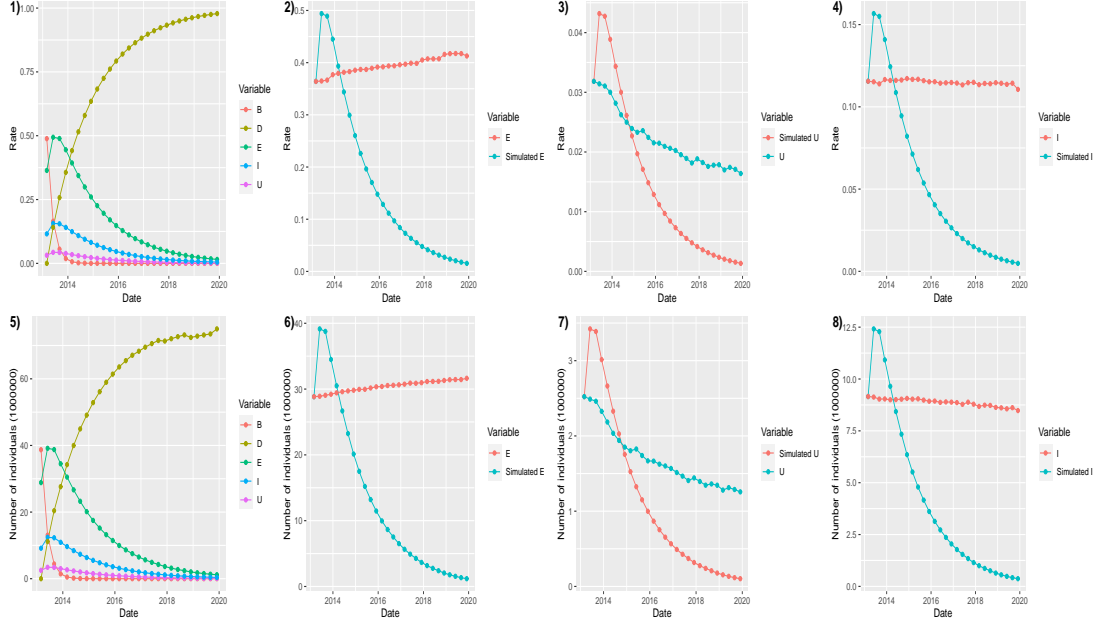 1)
1.00
0.75
0.50
0.25
0.00
Rate
2014
2016
2018
2020
Date
Variable
B
D
E
I
U
2)
0.5
0.4
0.3
0.2
0.1
0.0
Rate
2014
2016
2018
2020
Date
Variable
E
Simulated E
3)
0.04
0.03
0.02
0.01
0.00
Rate
2014
2016
2018
2020
Date
Variable
Simulated U
U
4)
0.15
0.10
0.05
0.00
Rate
2014
2016
2018
2020
Date
Variable
I
Simulated I
5)
60
40
20
0
Number of individuals (1000000)
2014
2016
2018
2020
Date
Variable
B
D
E
I
U
6)
40
30
20
10
0
Number of individuals (1000000)
2014
2016
2018
2020
Date
Variable
E
Simulated E
7)
3
2
1
0
Number of individuals (1000000)
2014
2016
2018
2020
Date
Variable
Simulated U
U
8)
12.5
10.0
7.5
5.0
2.5
0.0
Number of individuals (1000000)
2014
2016
2018
2020
Date
Variable
I
Simulated I